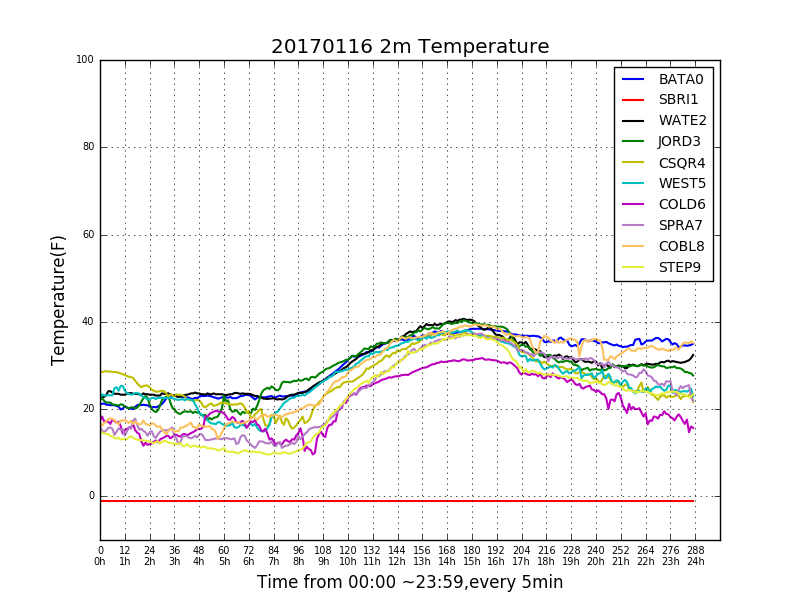 20170116 2m Temperature
100
80
60
40
20
0
Temperature(F)
BATA0
SBRI1
WATE2
JORD3
CSQR4
WEST5
COLD6
SPRA7
COBL8
STEP9
0 12 24 36 48 60 72 84 96 108 120 132 144 156 168 180 192 204 216 228 240 252 264 276 288
0h 1h 2h 3h 4h 5h 6h 7h 8h 9h 10h 11h 12h 13h 14h 15h 16h 17h 18h 19h 20h 21h 22h 23h 24h
Time from 00:00 ~23:59,every 5min